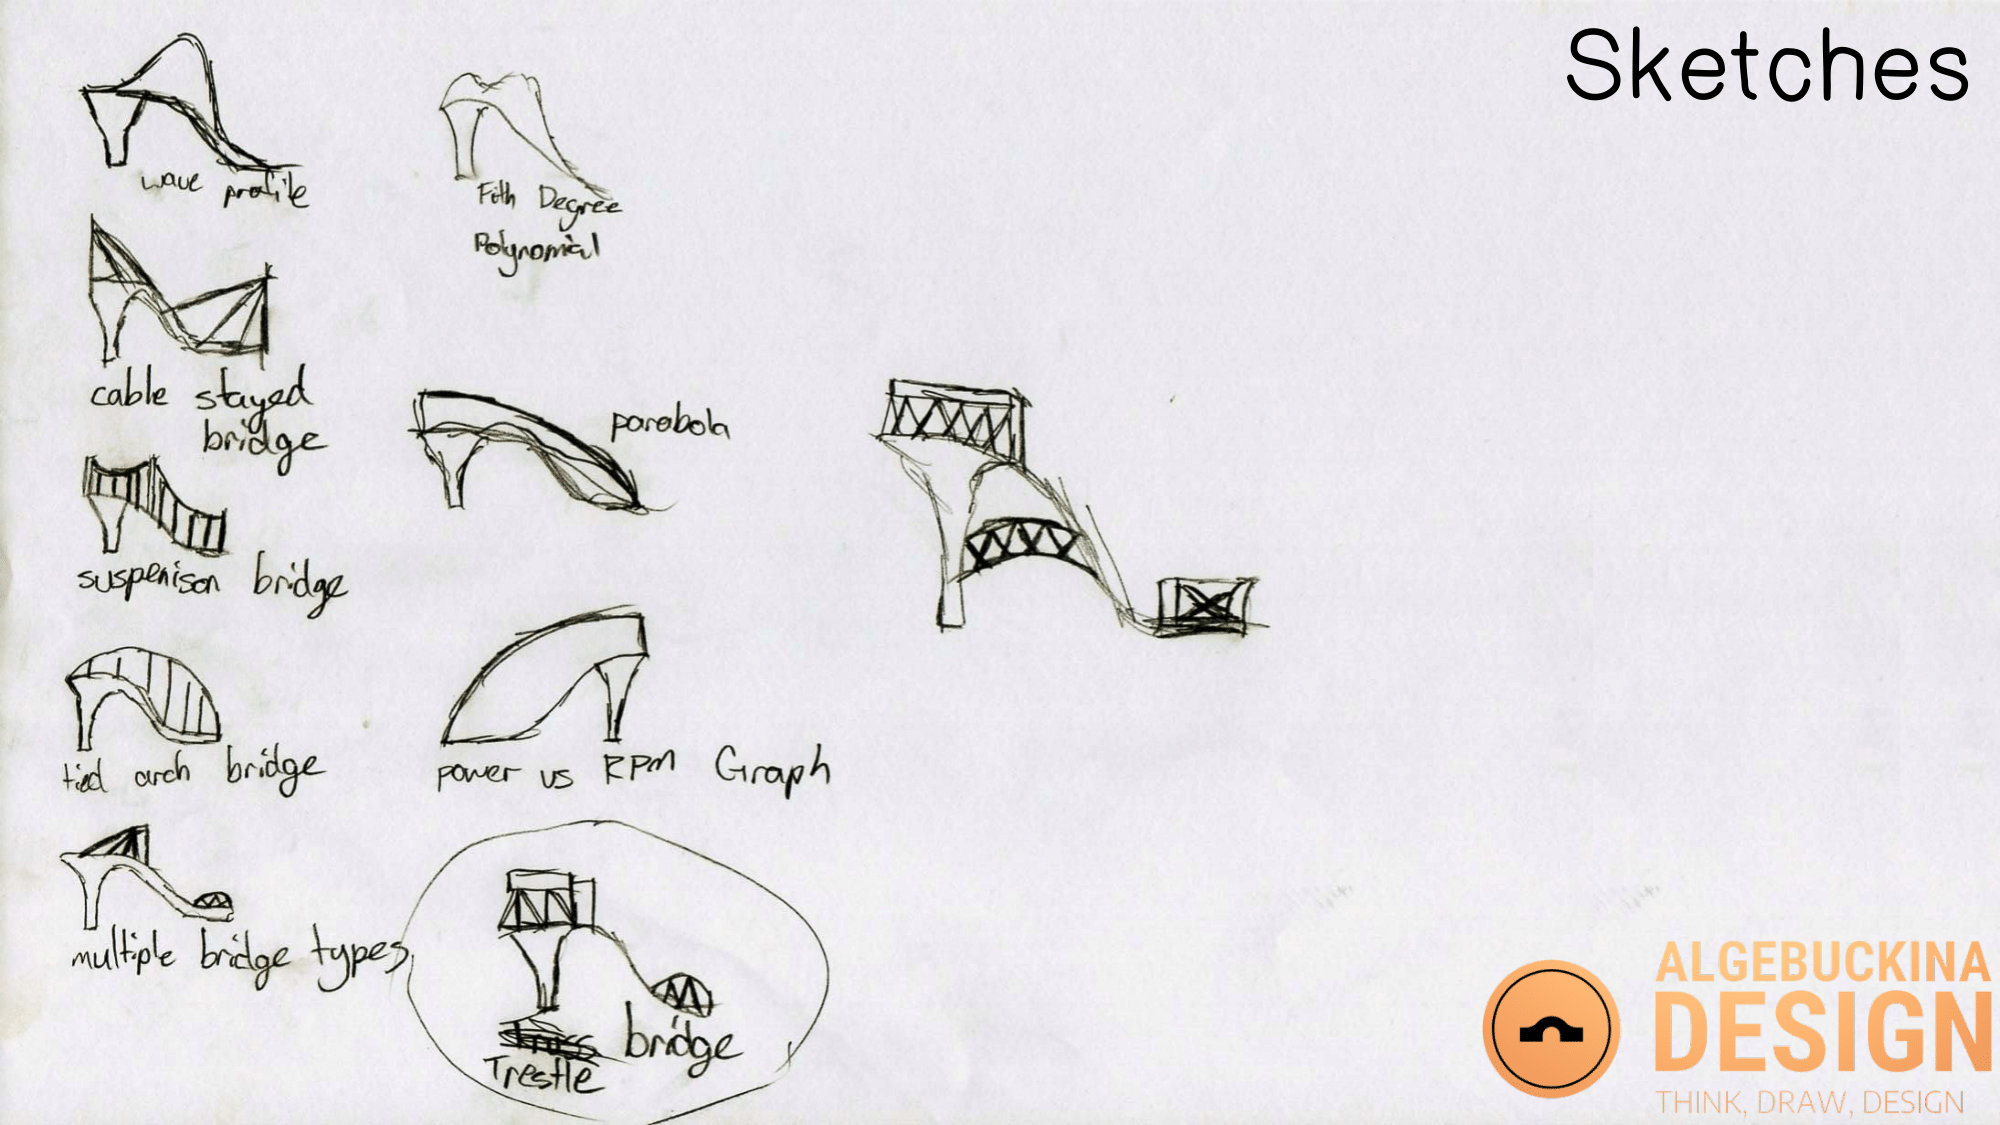 Sketches
wave profile
Fith Degree
Polynomial
cable stayed
bridge
parabola
suspenison bridge
tied arch bridge
power vs RPM Graph
multiple bridge types
truss bridge
Trestle
ALGEBUCKINA
DESIGN
THINK, DRAW, DESIGN